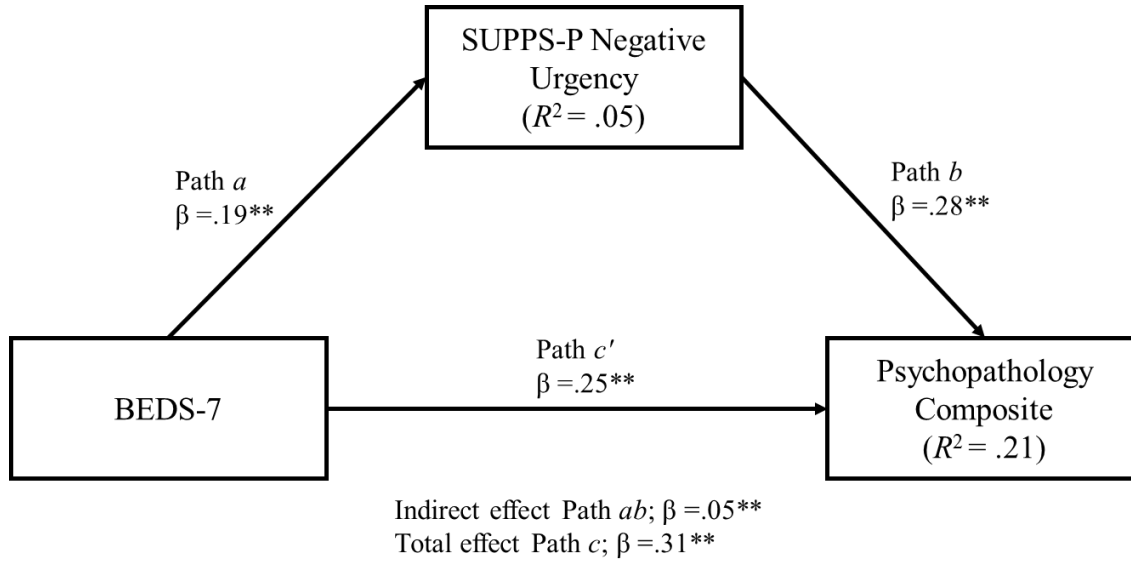 SUPPS-P Negative
Urgency
(R² = .05)
Path a
β =.19**
Path b
β =.28**
Path c′
β =.25**
BEDS-7
Psychopathology
Composite
(R² = .21)
Indirect effect Path ab; β =.05**
Total effect Path c; β =.31**